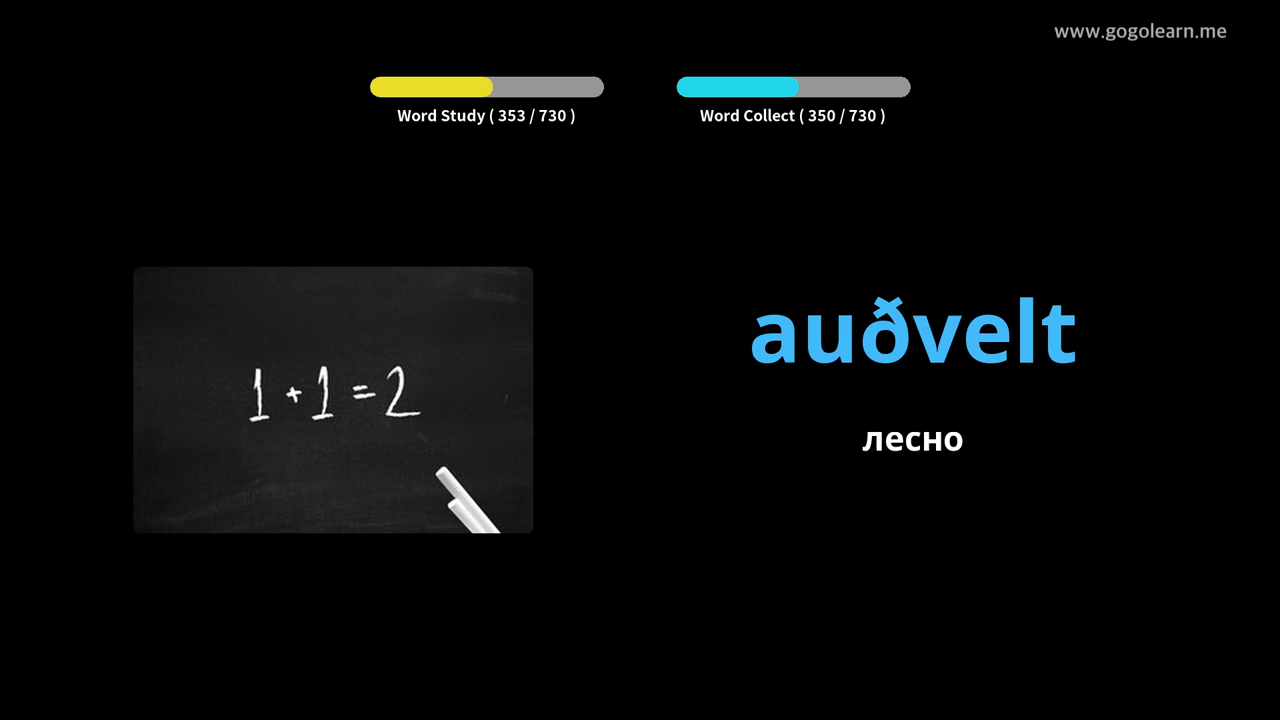 www.gogolearn.me
Word Study ( 353 / 730 )
Word Collect ( 350 / 730 )
1 + 1 = 2
auðvelt
лесно